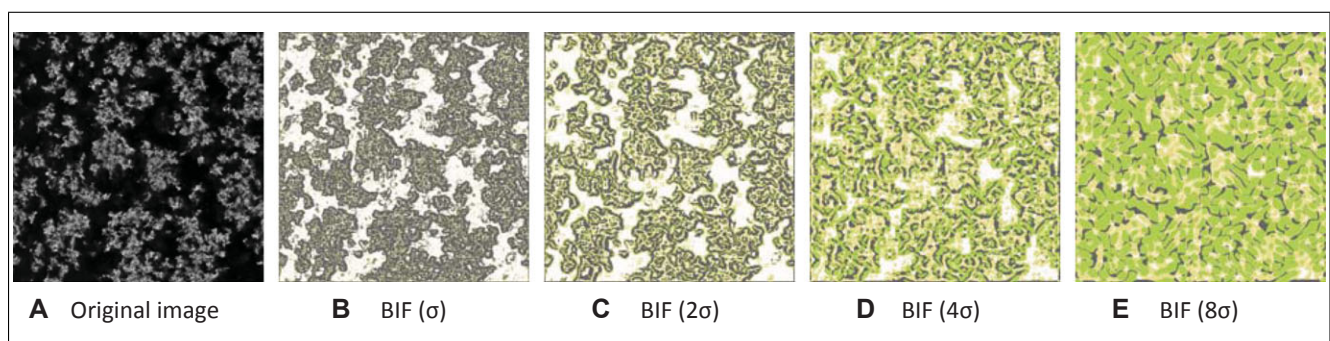 A Original image B BIF (σ) C BIF (2σ) D BIF (4σ) E BIF (8σ)